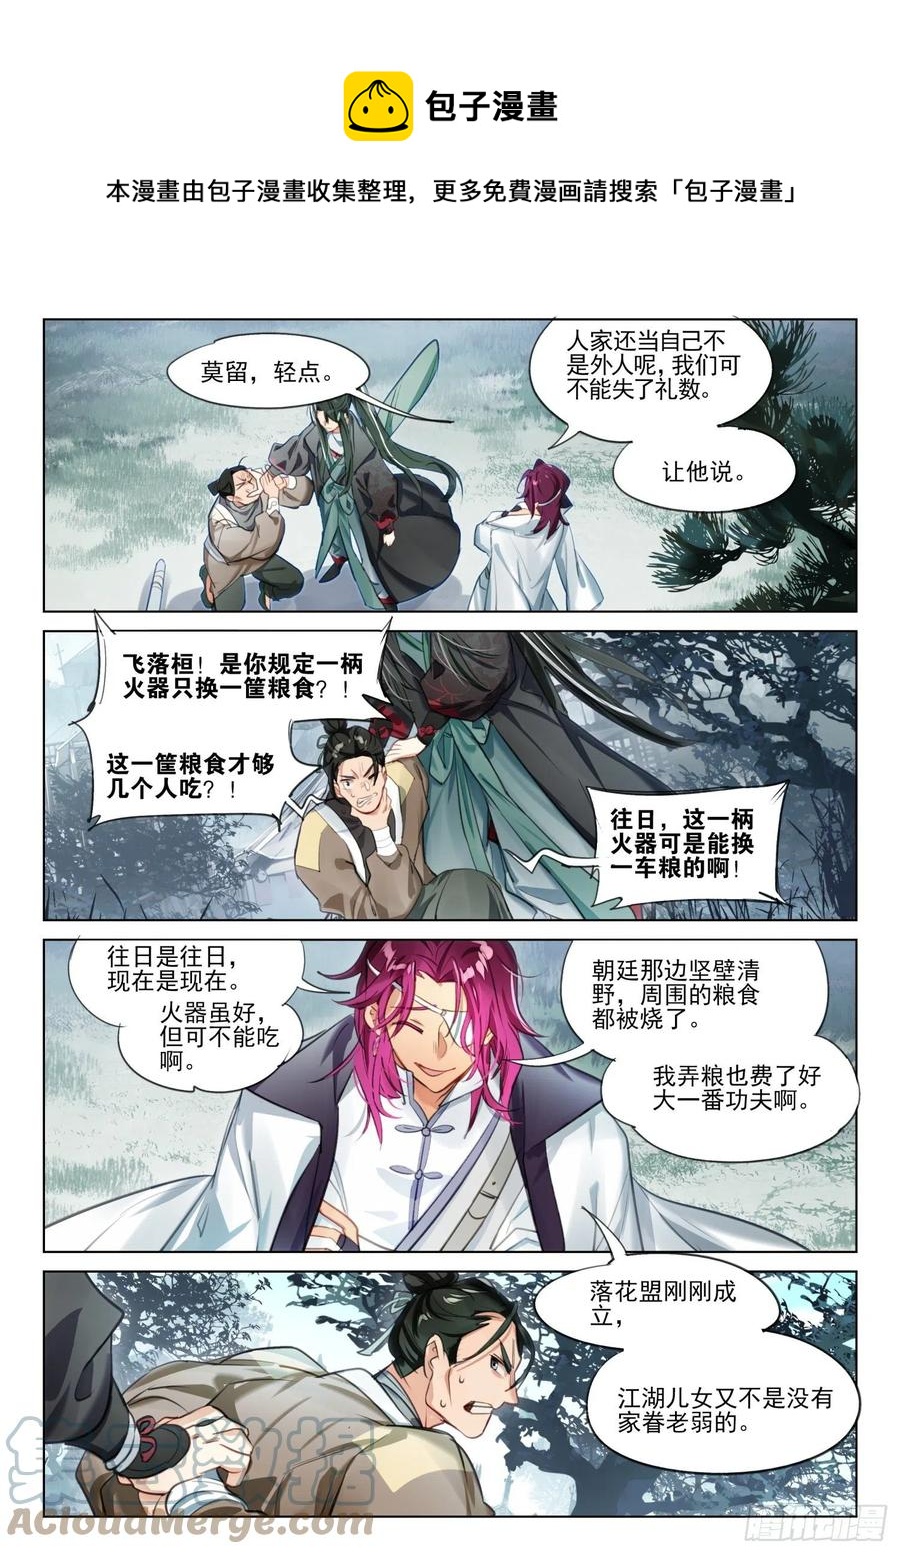 包子漫畫
本漫畫由包子漫畫收集整理，更多免費漫画請搜索「包子漫畫」
莫留，轻点。
人家还当自己不
是外人呢，我们可
不能失了礼数。
让他说。
飞落桓！是你规定一柄
火器只换一筐粮食？！
这一筐粮食才够
几个人吃？！
往日，这一柄
火器可是能换
一车粮的啊！
往日是往日，
现在是现在。
火器虽好，
但可不能吃
啊。
朝廷那边坚壁清
野，周围的粮食
都被烧了。
我弄粮也费了好
大一番功夫啊。
落花盟刚刚成
立，
江湖儿女又不是没有
家眷老弱的。
AcloudMerge.com
腾讯动漫